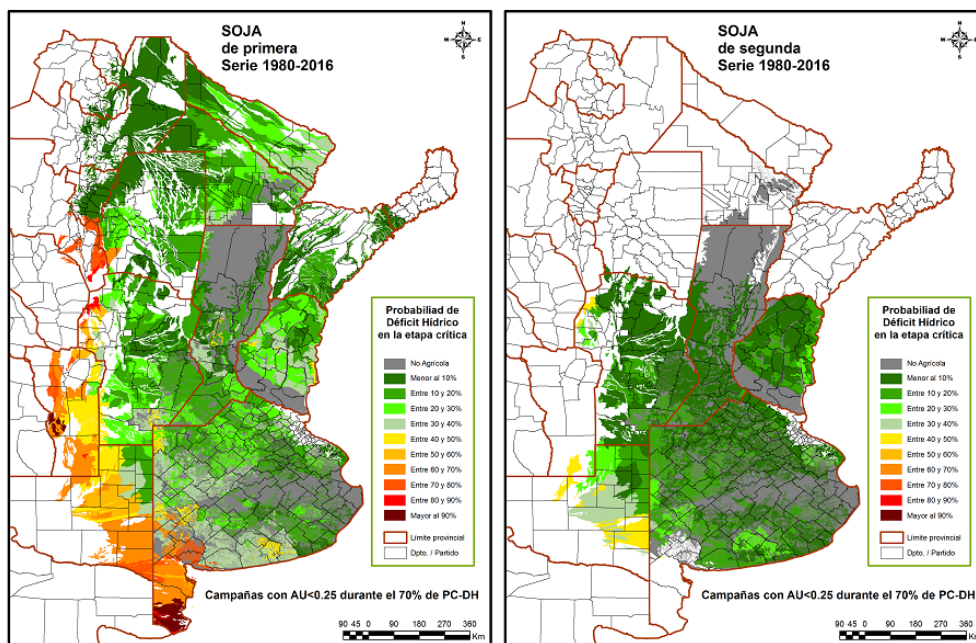 SOJA
de primera
Serie 1980-2016
N
W
E
S
Probabiliad de
Déficit Hídrico
en la etapa crítica
No Agrícola
Menor al 10%
Entre 10 y 20%
Entre 20 y 30%
Entre 30 y 40%
Entre 40 y 50%
Entre 50 y 60%
Entre 60 y 70%
Entre 70 y 80%
Entre 80 y 90%
Mayor al 90%
Límite provincial
Dpto. / Partido
Campañas con AU<0.25 durante el 70% de PC-DH
90 45 0 90 180 270 360
Km
SOJA
de segunda
Serie 1980-2016
N
W
E
S
Probabiliad de
Déficit Hídrico
en la etapa crítica
No Agrícola
Menor al 10%
Entre 10 y 20%
Entre 20 y 30%
Entre 30 y 40%
Entre 40 y 50%
Entre 50 y 60%
Entre 60 y 70%
Entre 70 y 80%
Entre 80 y 90%
Mayor al 90%
Límite provincial
Dpto. / Partido
Campañas con AU<0.25 durante el 70% de PC-DH
90 45 0 90 180 270 360
Km